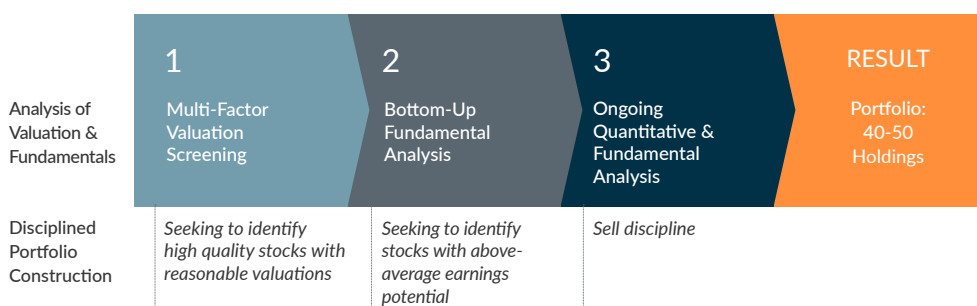 Analysis of
Valuation &
Fundamentals
1
Multi-Factor
Valuation
Screening
2
Bottom-Up
Fundamental
Analysis
3
Ongoing
Quantitative &
Fundamental
Analysis
RESULT
Portfolio:
40-50
Holdings
Disciplined
Portfolio
Construction
Seeking to identify
high quality stocks with
reasonable valuations
Seeking to identify
stocks with above-
average earnings
potential
Sell discipline